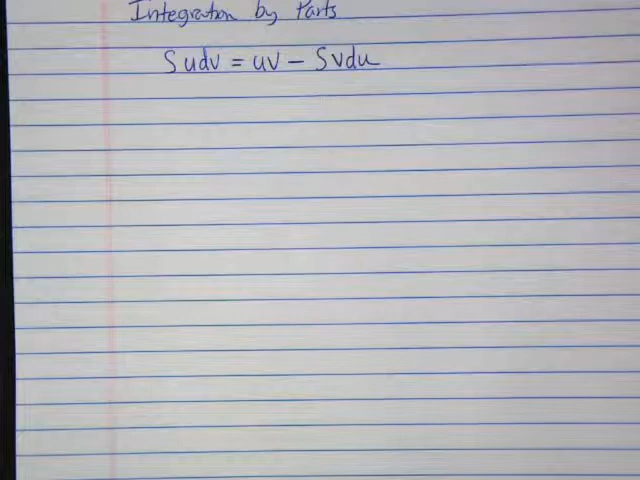 Integration by Parts
∫ udv = uv - ∫ vdu